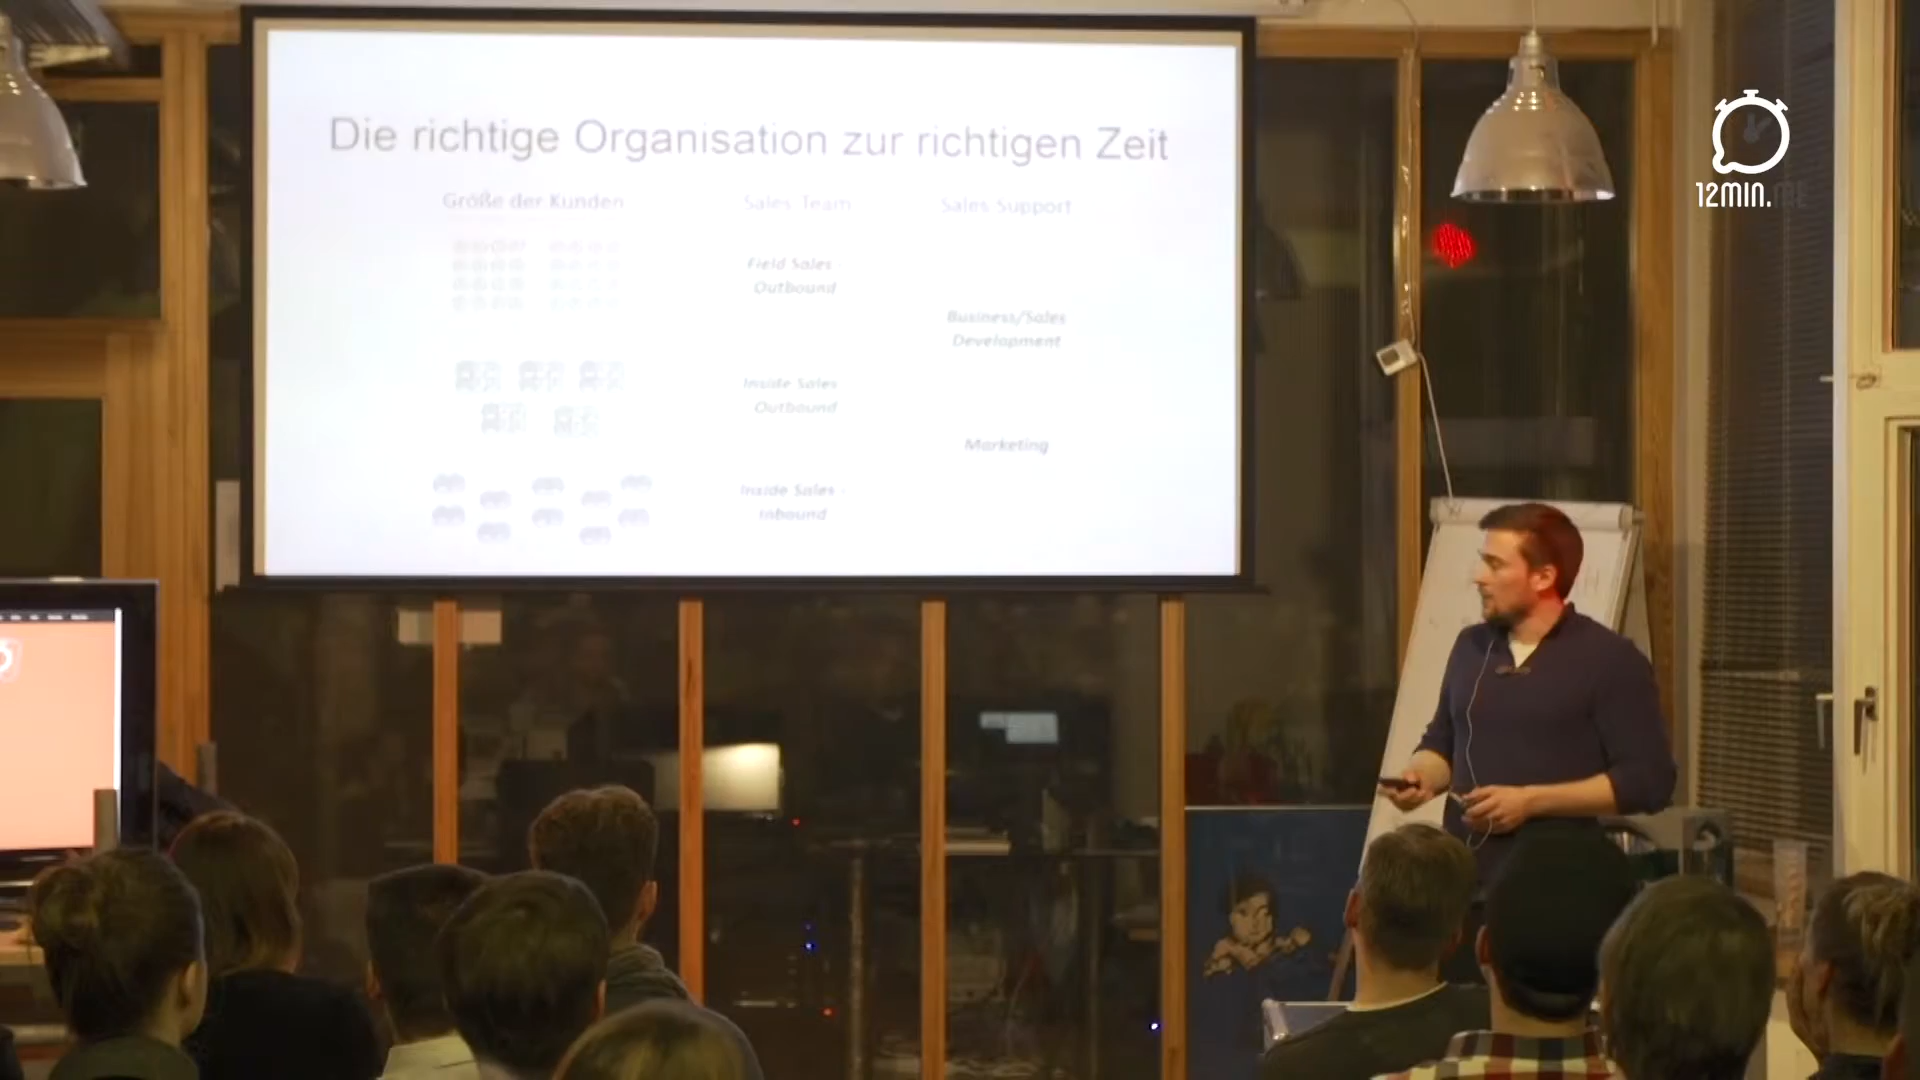 Die richtige Organisation zur richtigen Zeit
Größe der Kunden
Sales Team
Sales Support
Field Sales -
Outbound
Business/Sales
Development
Inside Sales
Outbound
Marketing
Inside Sales -
Inbound
12MIN.ME